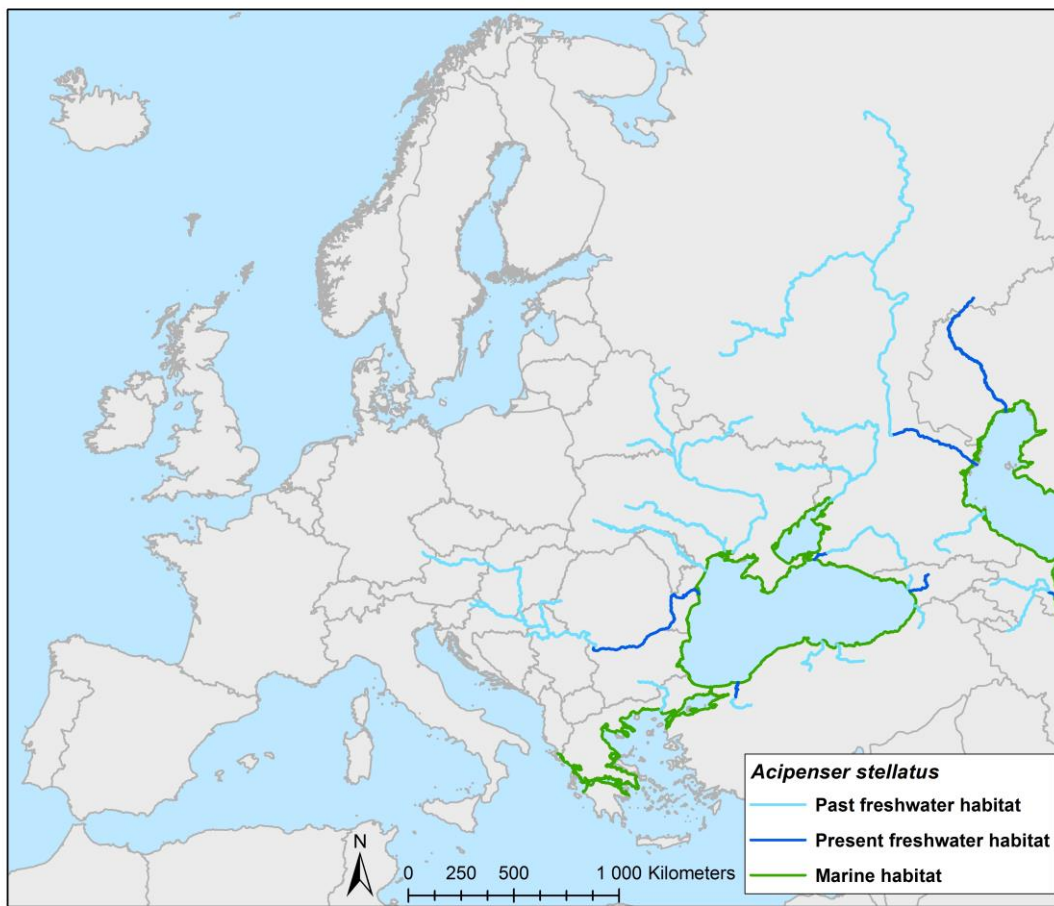 Acipenser stellatus
Past freshwater habitat
Present freshwater habitat
Marine habitat
N
0 250 500 1 000 Kilometers